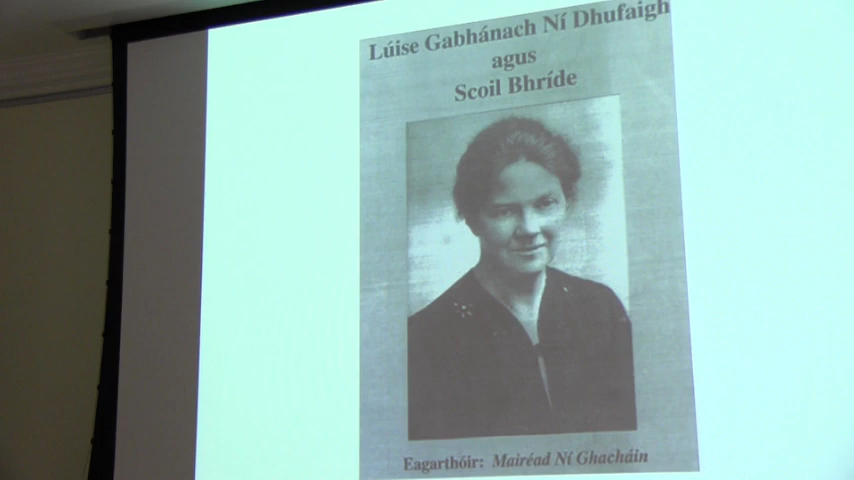 Lúise Gabhánach Ní Dhufaigh
agus
Scoil Bhríde
Eagarthóir: Mairéad Ní Ghacháin